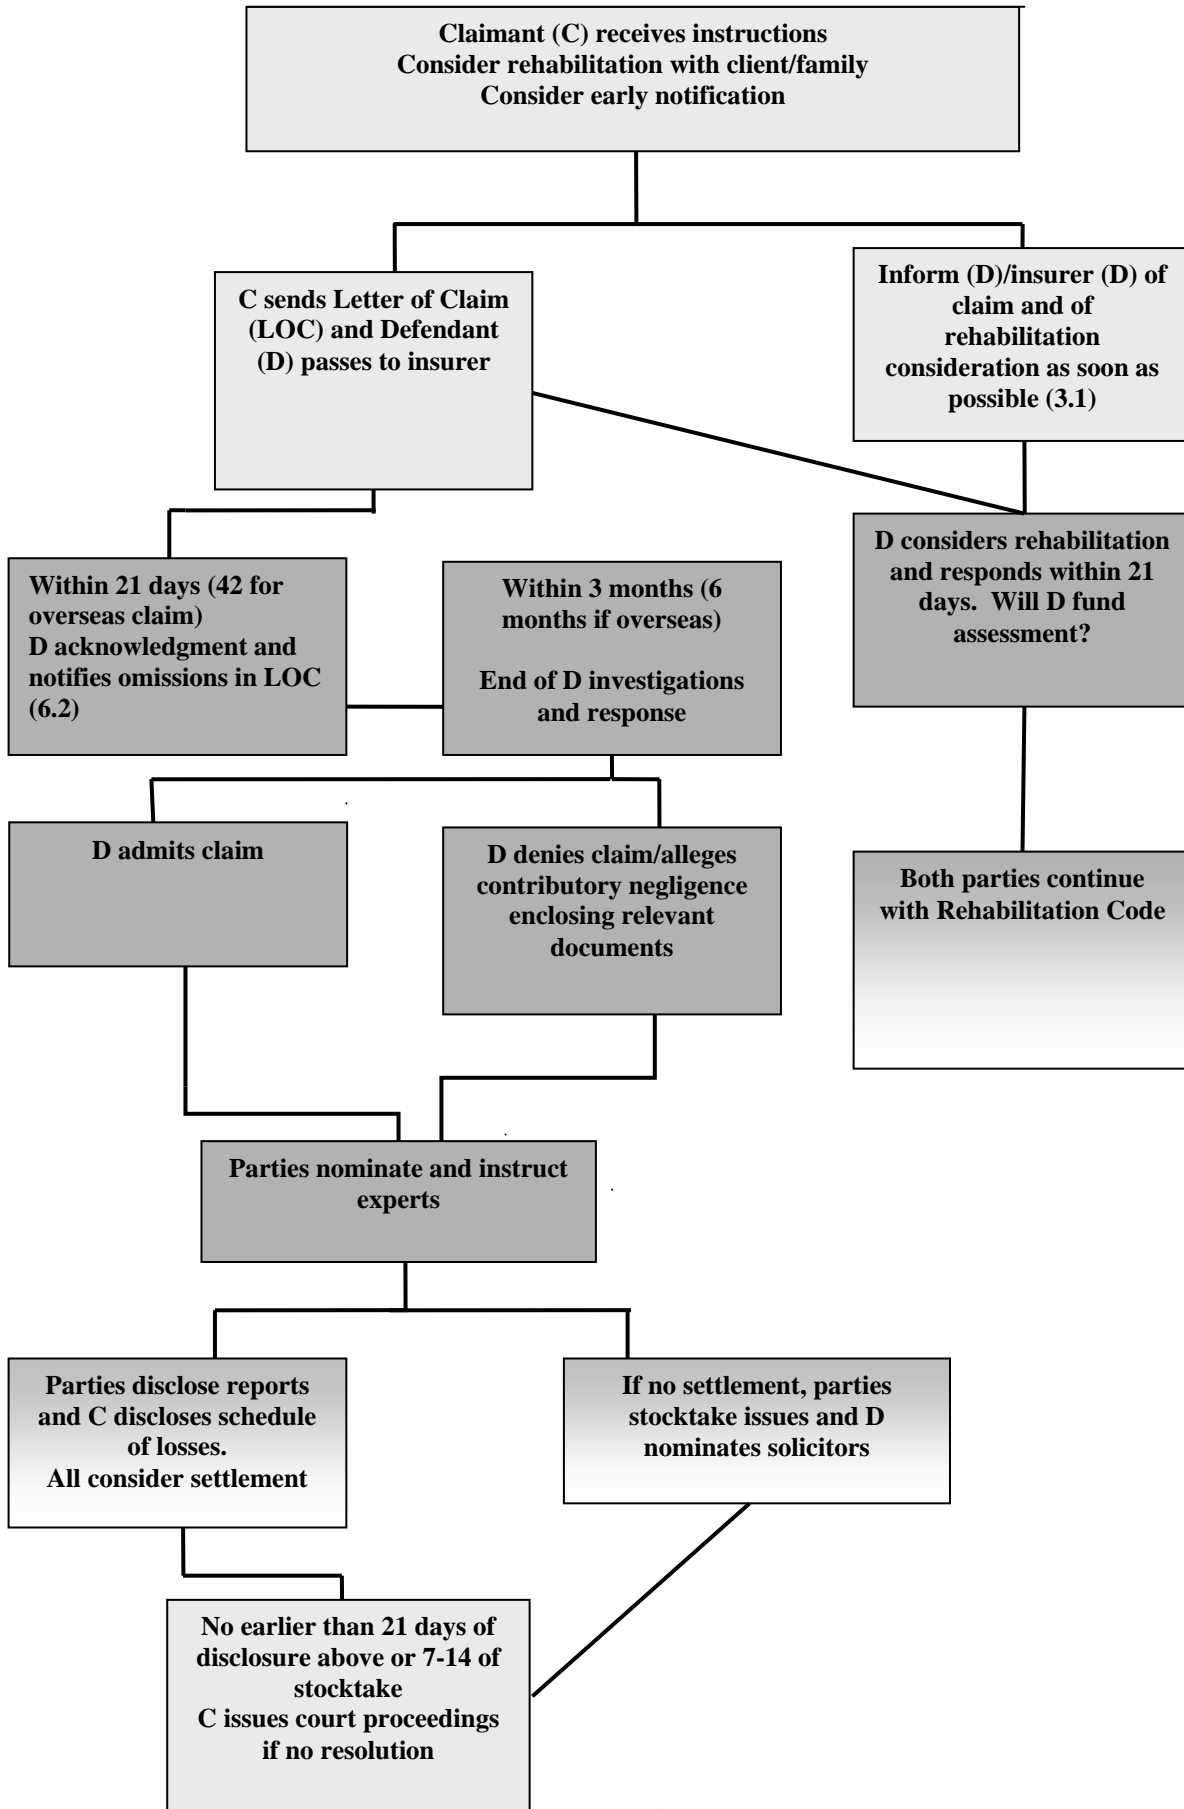 Claimant (C) receives instructions
Consider rehabilitation with client/family
Consider early notification
C sends Letter of Claim
(LOC) and Defendant
(D) passes to insurer
Inform (D)/insurer (D) of
claim and of
rehabilitation
consideration as soon as
possible (3.1)
Within 21 days (42 for
overseas claim)
D acknowledgment and
notifies omissions in LOC
(6.2)
Within 3 months (6
months if overseas)
End of D investigations
and response
D considers rehabilitation
and responds within 21
days.  Will D fund
assessment?
D admits claim
D denies claim/alleges
contributory negligence
enclosing relevant
documents
Both parties continue
with Rehabilitation Code
Parties nominate and instruct
experts
Parties disclose reports
and C discloses schedule
of losses.
All consider settlement
If no settlement, parties
stocktake issues and D
nominates solicitors
No earlier than 21 days of
disclosure above or 7-14 of
stocktake
C issues court proceedings
if no resolution